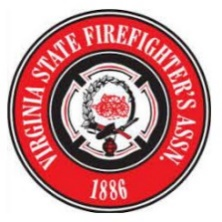 VIRGINIA STATE FIREFIGHTER'S ASSN.
1886